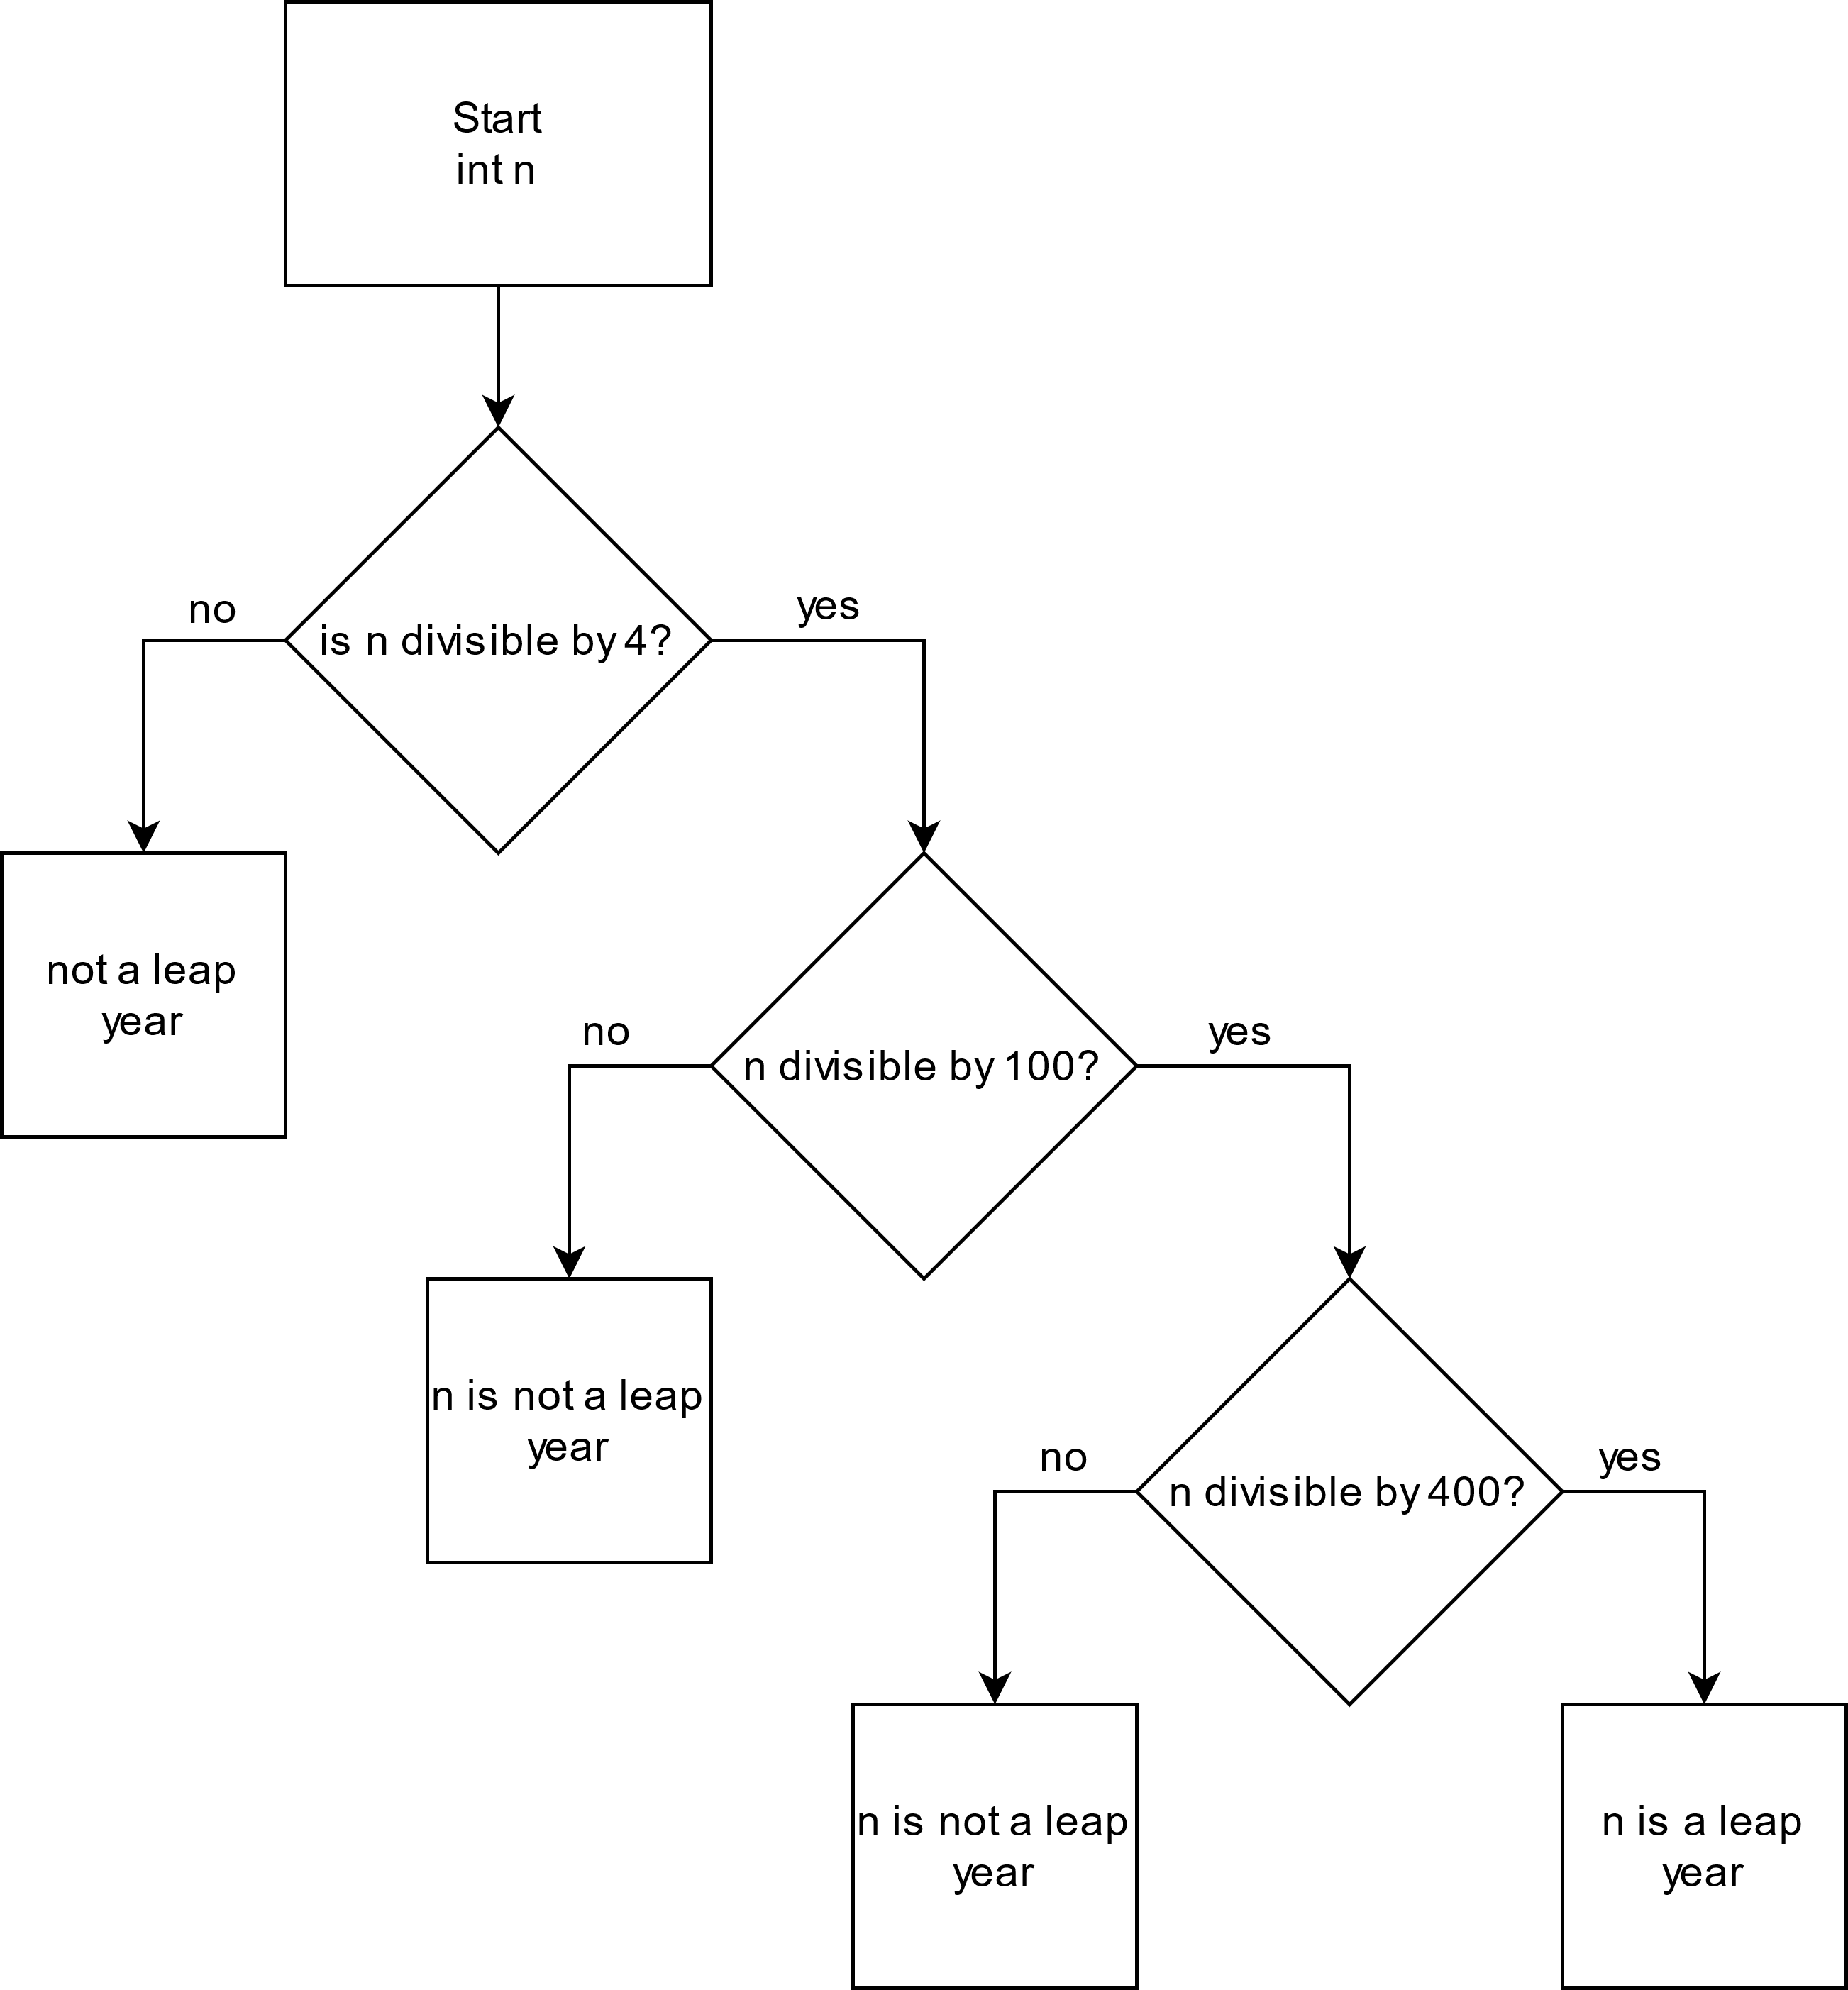 Start
int n
no
yes
is n divisible by 4?
not a leap
year
no
yes
n divisible by 100?
n is not a leap
year
no
yes
n divisible by 400?
n is not a leap
year
n is a leap
year